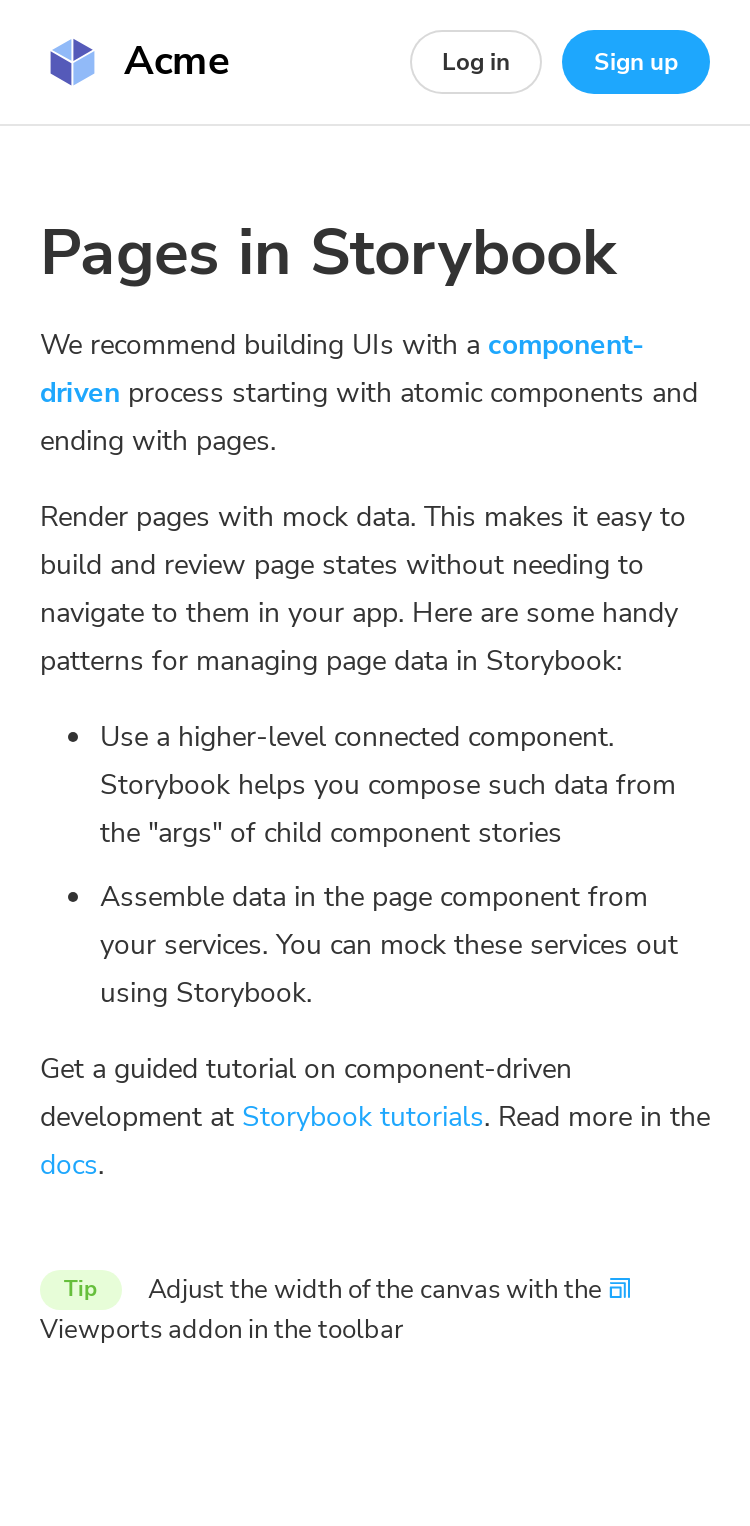 Acme
Log in
Sign up
Pages in Storybook
We recommend building UIs with a component-
driven process starting with atomic components and
ending with pages.
Render pages with mock data. This makes it easy to
build and review page states without needing to
navigate to them in your app. Here are some handy
patterns for managing page data in Storybook:
Use a higher-level connected component.
Storybook helps you compose such data from
the "args" of child component stories
Assemble data in the page component from
your services. You can mock these services out
using Storybook.
Get a guided tutorial on component-driven
development at Storybook tutorials. Read more in the
docs.
Tip Adjust the width of the canvas with the
Viewports addon in the toolbar